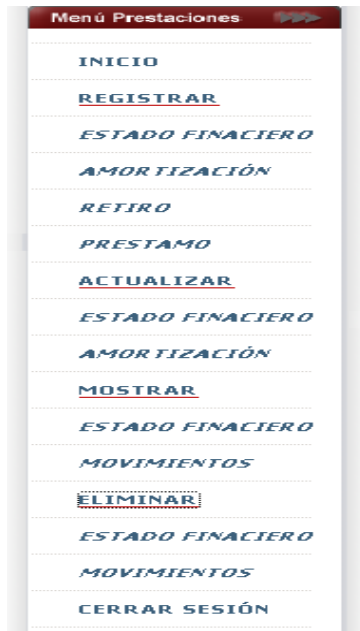 Menú Prestaciones
INICIO
REGISTRAR
ESTADO FINACIERO
AMORTIZACIÓN
RETIRO
PRESTAMO
ACTUALIZAR
ESTADO FINACIERO
AMORTIZACIÓN
MOSTRAR
ESTADO FINACIERO
MOVIMIENTOS
ELIMINAR
ESTADO FINACIERO
MOVIMIENTOS
CERRAR SESIÓN